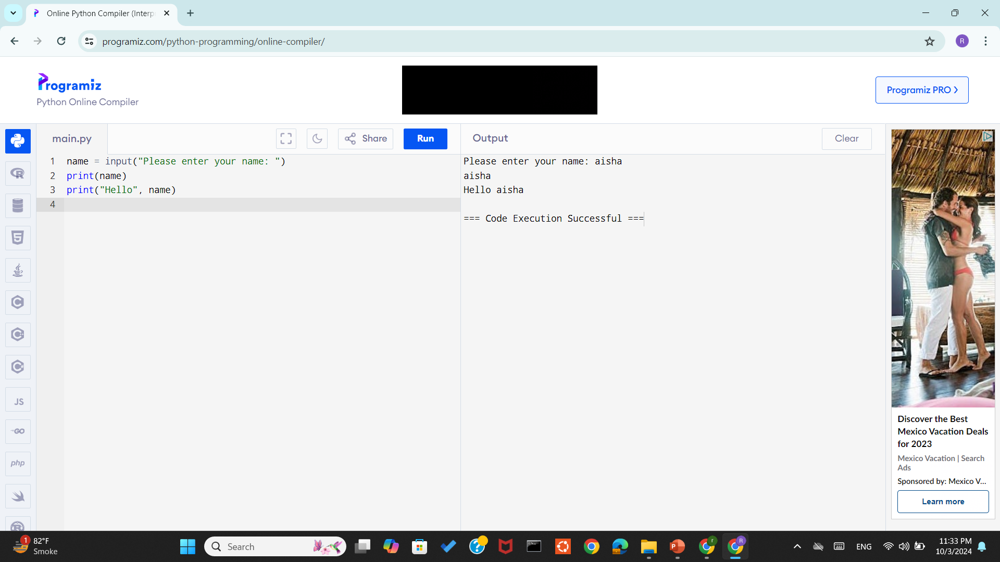 Online Python Compiler (Interp
programiz.com/python-programming/online-compiler/
R
Programiz
Python Online Compiler
Programiz PRO
main.py
Share
Run
Output
Clear
1 name = input("Please enter your name: ")
2 print(name)
3 print("Hello", name)
4
Please enter your name: aisha
aisha
Hello aisha
=== Code Execution Successful ===
R
5
C
C
C
JS
GO
php
R
Discover the Best
Mexico Vacation Deals
for 2023
Mexico Vacation | Search
Ads
Sponsored by: Mexico V...
Learn more
1
82°F
Smoke
Search
P
r
R
ENG
11:33 PM
10/3/2024